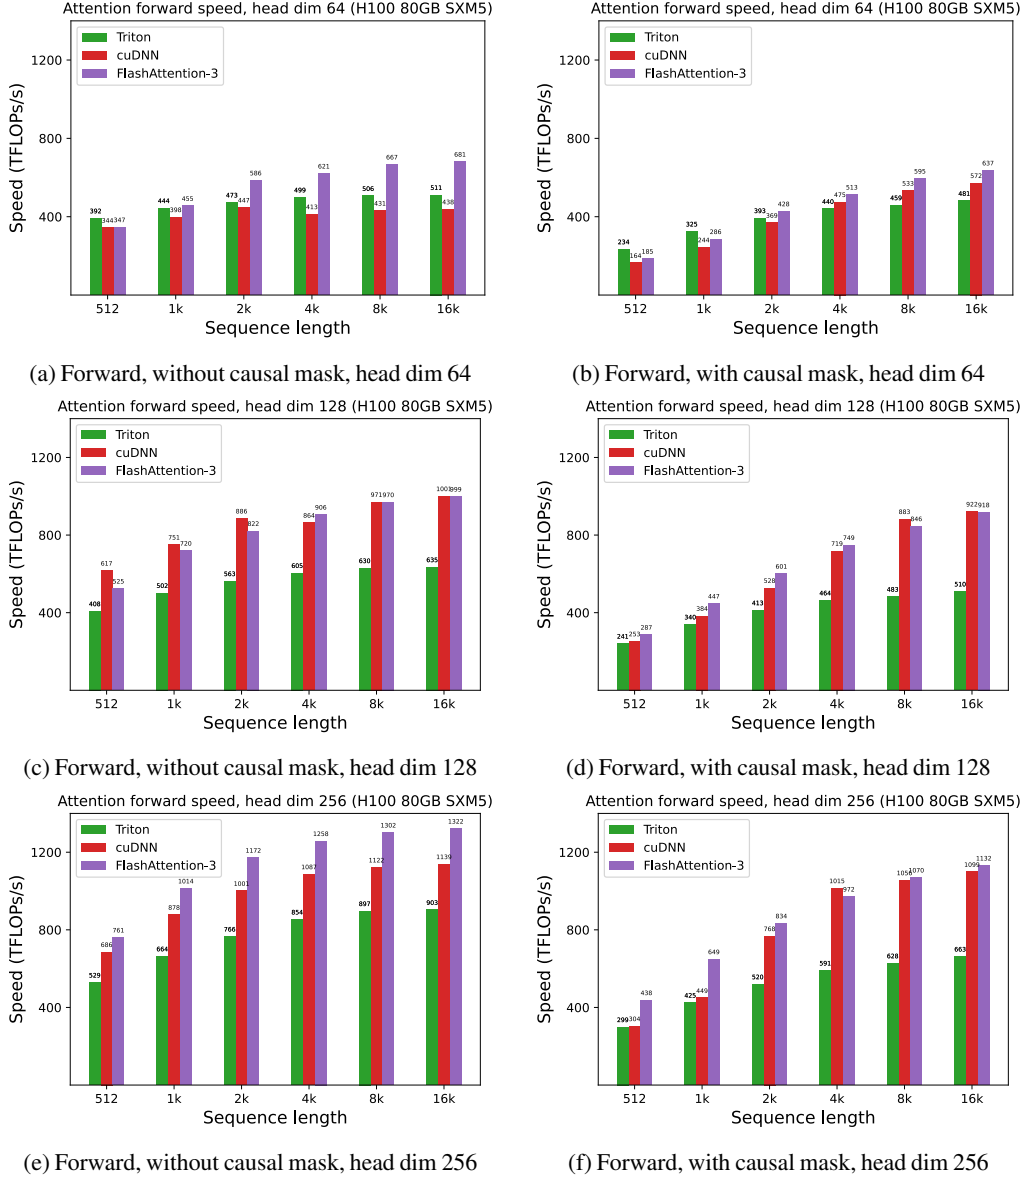 Attention forward speed, head dim 64 (H100 80GB SXM5)
Triton
cuDNN
FlashAttention-3
Speed (TFLOPs/s)
1200
800
400
392 344 347
444 398 455
473 447 586
499 413 621
506 431 667
511 438 681
512 1k 2k 4k 8k 16k
Sequence length
(a) Forward, without causal mask, head dim 64
Attention forward speed, head dim 64 (H100 80GB SXM5)
Triton
cuDNN
FlashAttention-3
Speed (TFLOPs/s)
1200
800
400
234 164 185
325 244 286
393 369 428
440 475 513
459 533 595
481 572 637
512 1k 2k 4k 8k 16k
Sequence length
(b) Forward, with causal mask, head dim 64
Attention forward speed, head dim 128 (H100 80GB SXM5)
Triton
cuDNN
FlashAttention-3
Speed (TFLOPs/s)
1200
800
400
408 617 525
502 751 720
563 886 822
605 864 906
630 971 970
635 1001 999
512 1k 2k 4k 8k 16k
Sequence length
(c) Forward, without causal mask, head dim 128
Attention forward speed, head dim 128 (H100 80GB SXM5)
Triton
cuDNN
FlashAttention-3
Speed (TFLOPs/s)
1200
800
400
241 253 287
340 384 447
413 528 601
464 719 749
483 883 846
510 922 918
512 1k 2k 4k 8k 16k
Sequence length
(d) Forward, with causal mask, head dim 128
Attention forward speed, head dim 256 (H100 80GB SXM5)
Triton
cuDNN
FlashAttention-3
Speed (TFLOPs/s)
1200
800
400
529 686 761
664 878 1014
766 1001 1172
854 1087 1258
897 1122 1302
903 1139 1322
512 1k 2k 4k 8k 16k
Sequence length
(e) Forward, without causal mask, head dim 256
Attention forward speed, head dim 256 (H100 80GB SXM5)
Triton
cuDNN
FlashAttention-3
Speed (TFLOPs/s)
1200
800
400
299 304 438
425 449 649
520 768 834
591 1015 972
628 1056 1070
663 1099 1132
512 1k 2k 4k 8k 16k
Sequence length
(f) Forward, with causal mask, head dim 256